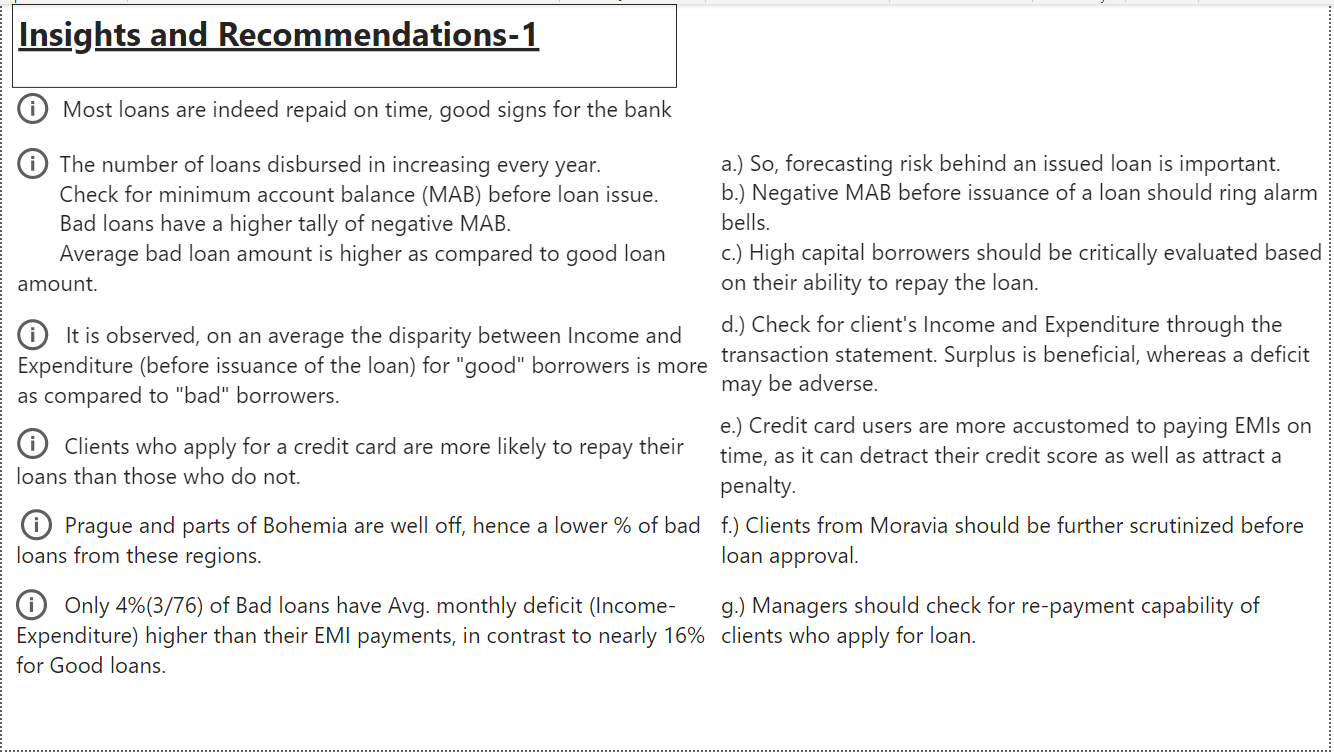 Insights and Recommendations-1
Most loans are indeed repaid on time, good signs for the bank
The number of loans disbursed in increasing every year.
Check for minimum account balance (MAB) before loan issue.
Bad loans have a higher tally of negative MAB.
Average bad loan amount is higher as compared to good loan
amount.
a.) So, forecasting risk behind an issued loan is important.
b.) Negative MAB before issuance of a loan should ring alarm
bells.
c.) High capital borrowers should be critically evaluated based
on their ability to repay the loan.
It is observed, on an average the disparity between Income and
Expenditure (before issuance of the loan) for "good" borrowers is more
as compared to "bad" borrowers.
d.) Check for client's Income and Expenditure through the
transaction statement. Surplus is beneficial, whereas a deficit
may be adverse.
Clients who apply for a credit card are more likely to repay their
loans than those who do not.
e.) Credit card users are more accustomed to paying EMIs on
time, as it can detract their credit score as well as attract a
penalty.
Prague and parts of Bohemia are well off, hence a lower % of bad
loans from these regions.
f.) Clients from Moravia should be further scrutinized before
loan approval.
Only 4%(3/76) of Bad loans have Avg. monthly deficit (Income-
Expenditure) higher than their EMI payments, in contrast to nearly 16%
for Good loans.
g.) Managers should check for re-payment capability of
clients who apply for loan.